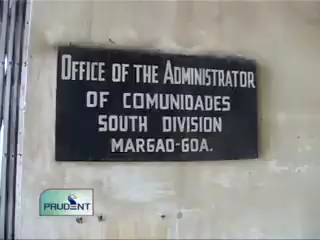 OFFICE OF THE ADMINISTRATOR
OF COMUNIDADES
SOUTH DIVISION
MARGAO-GOA.
PRUDENT